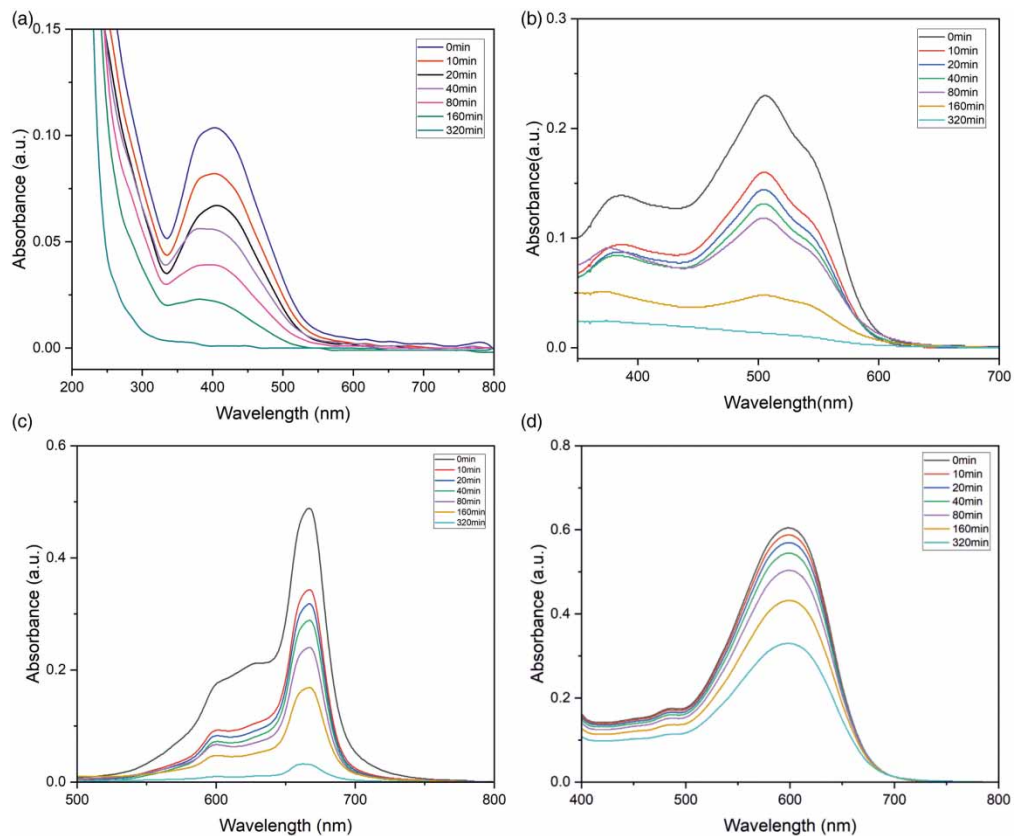 (a)
0.15
0.10
0.05
0.00
Absorbance (a.u.)
0min
10min
20min
40min
80min
160min
320min
200 300 400 500 600 700 800
Wavelength (nm)
(b)
0.3
0.2
0.1
0.0
Absorbance(a.u.)
0min
10min
20min
40min
80min
160min
320min
400 500 600 700
Wavelength(nm)
(c)
0.6
0.4
0.2
0.0
Absorbance (a.u.)
0min
10min
20min
40min
80min
160min
320min
500 600 700 800
Wavelength (nm)
(d)
0.8
0.6
0.4
0.2
0.0
Absorbance (a.u.)
0min
10min
20min
40min
80min
160min
320min
400 500 600 700 800
Wavelength (nm)